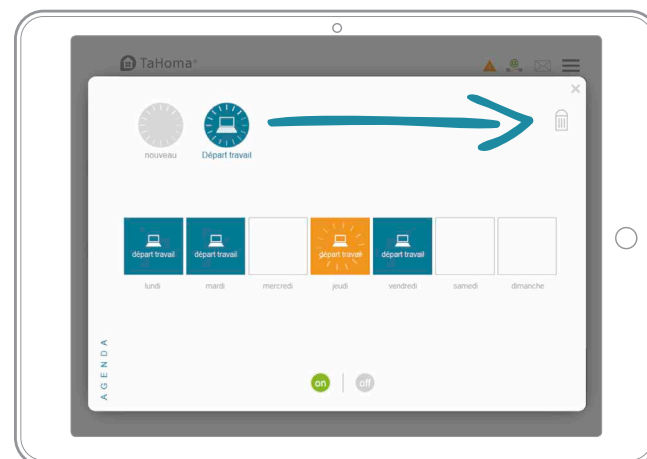 TaHoma®
nouveau
Départ travail
départ travail
départ travail
départ travail
départ travail
lundi
mardi
mercredi
jeudi
vendredi
samedi
dimanche
AGENDA
on
off